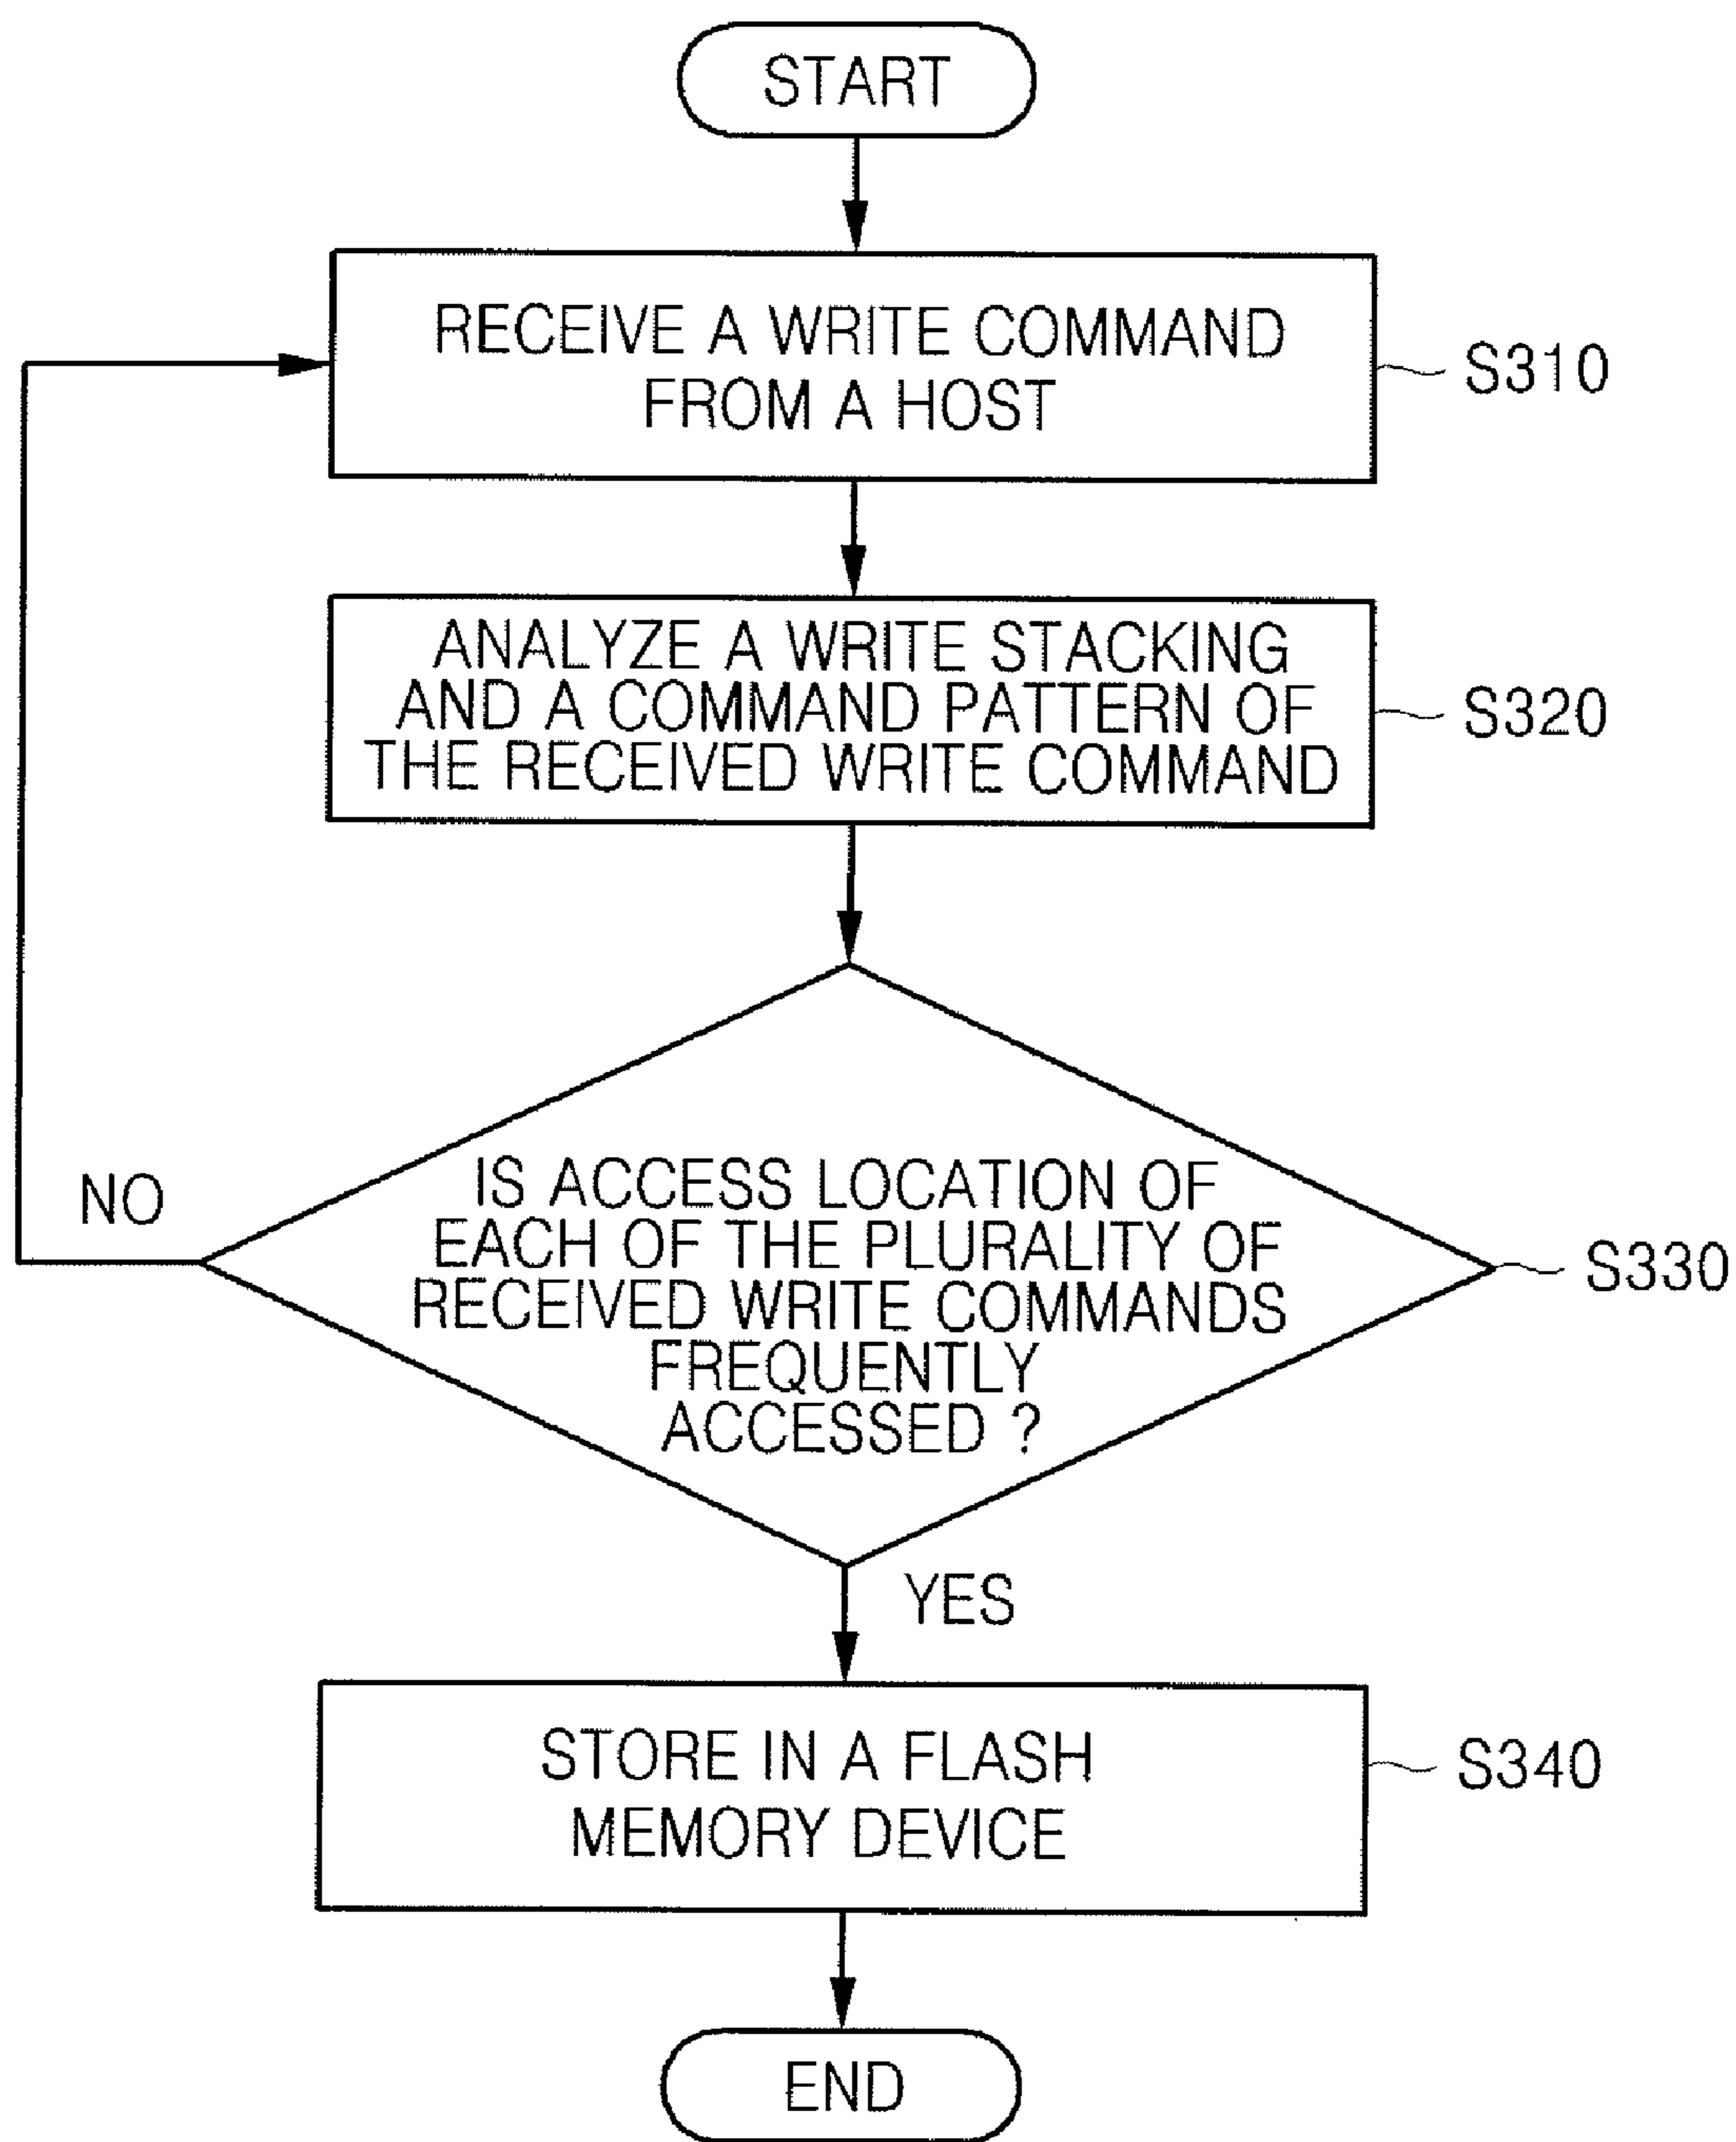 START
RECEIVE A WRITE COMMAND
FROM A HOST
S310
ANALYZE A WRITE STACKING
AND A COMMAND PATTERN OF
THE RECEIVED WRITE COMMAND
S320
IS ACCESS LOCATION OF
EACH OF THE PLURALITY OF
RECEIVED WRITE COMMANDS
FREQUENTLY
ACCESSED ?
S330
NO
YES
STORE IN A FLASH
MEMORY DEVICE
S340
END